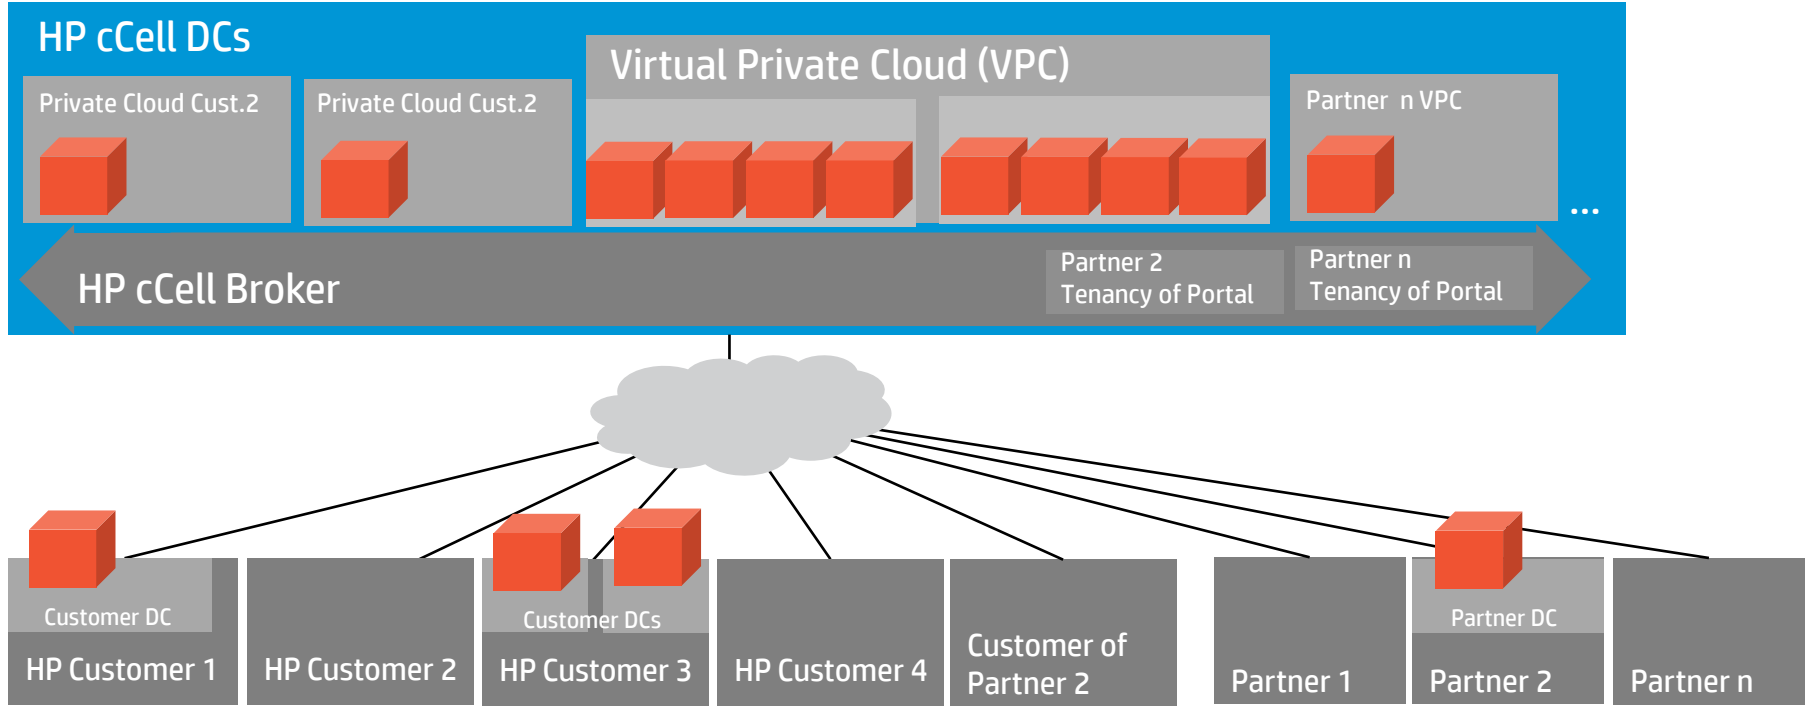 HP cCell DCs
Virtual Private Cloud (VPC)
Private Cloud Cust.2
Private Cloud Cust.2
Partner n VPC
...
HP cCell Broker
Partner 2
Tenancy of Portal
Partner n
Tenancy of Portal
Customer DC
HP Customer 1
HP Customer 2
Customer DCs
HP Customer 3
HP Customer 4
Customer of
Partner 2
Partner 1
Partner DC
Partner 2
Partner n